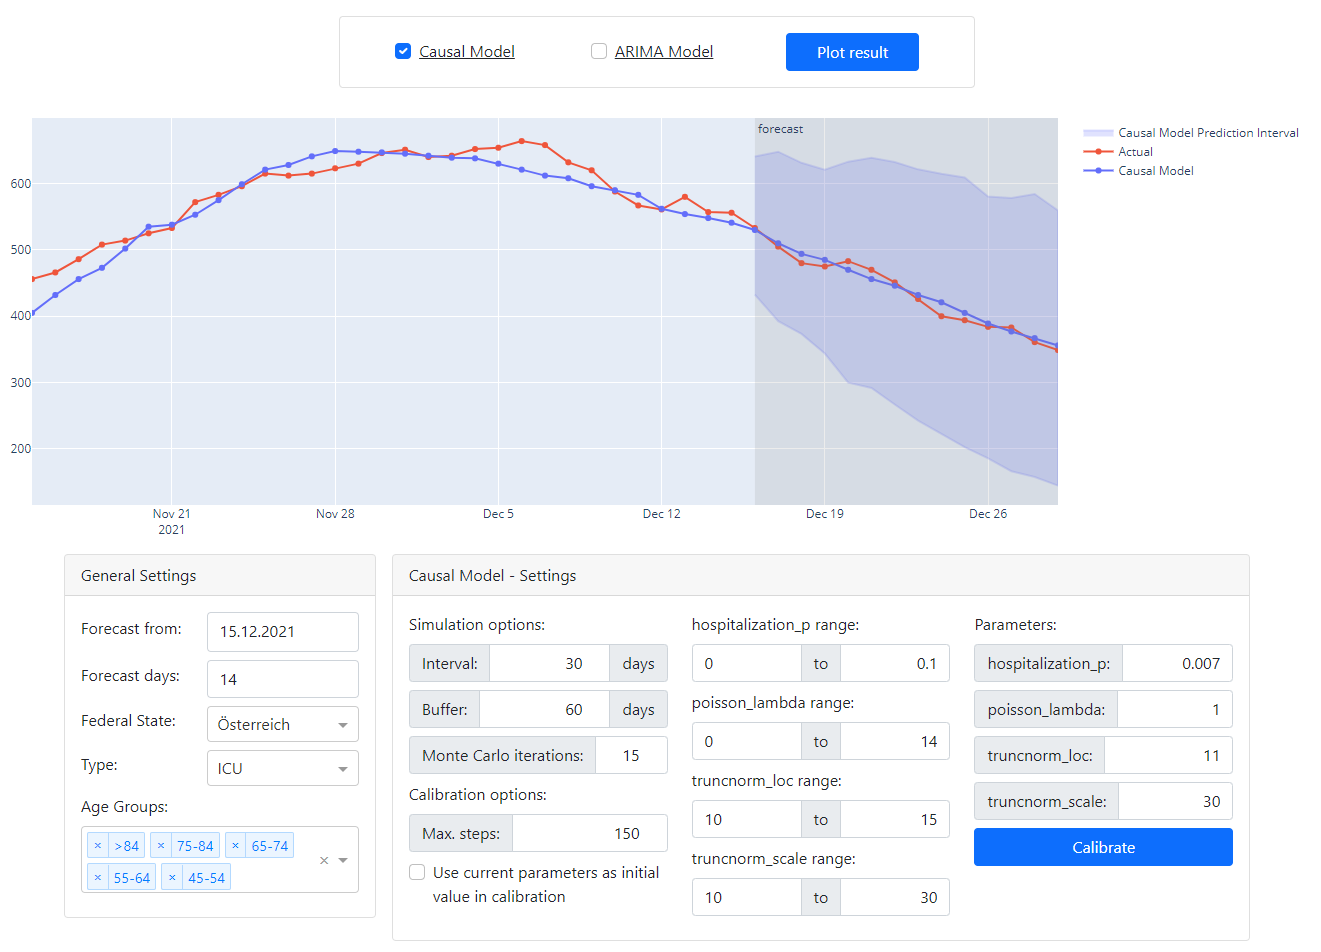 Causal Model
ARIMA Model
Plot result
forecast
Causal Model Prediction Interval
Actual
Causal Model
600
500
400
300
200
Nov 21
2021
Nov 28
Dec 5
Dec 12
Dec 19
Dec 26
General Settings
Forecast from: 15.12.2021
Forecast days: 14
Federal State: Österreich
Type: ICU
Age Groups:
× >84 × 75-84 × 65-74
× 55-64 × 45-54
×
Causal Model - Settings
Simulation options:
Interval: 30 days
Buffer: 60 days
Monte Carlo iterations: 15
Calibration options:
Max. steps: 150
Use current parameters as initial
value in calibration
hospitalization_p range:
0 to 0.1
poisson_lambda range:
0 to 14
truncnorm_loc range:
10 to 15
truncnorm_scale range:
10 to 30
Parameters:
hospitalization_p: 0.007
poisson_lambda: 1
truncnorm_loc: 11
truncnorm_scale: 30
Calibrate